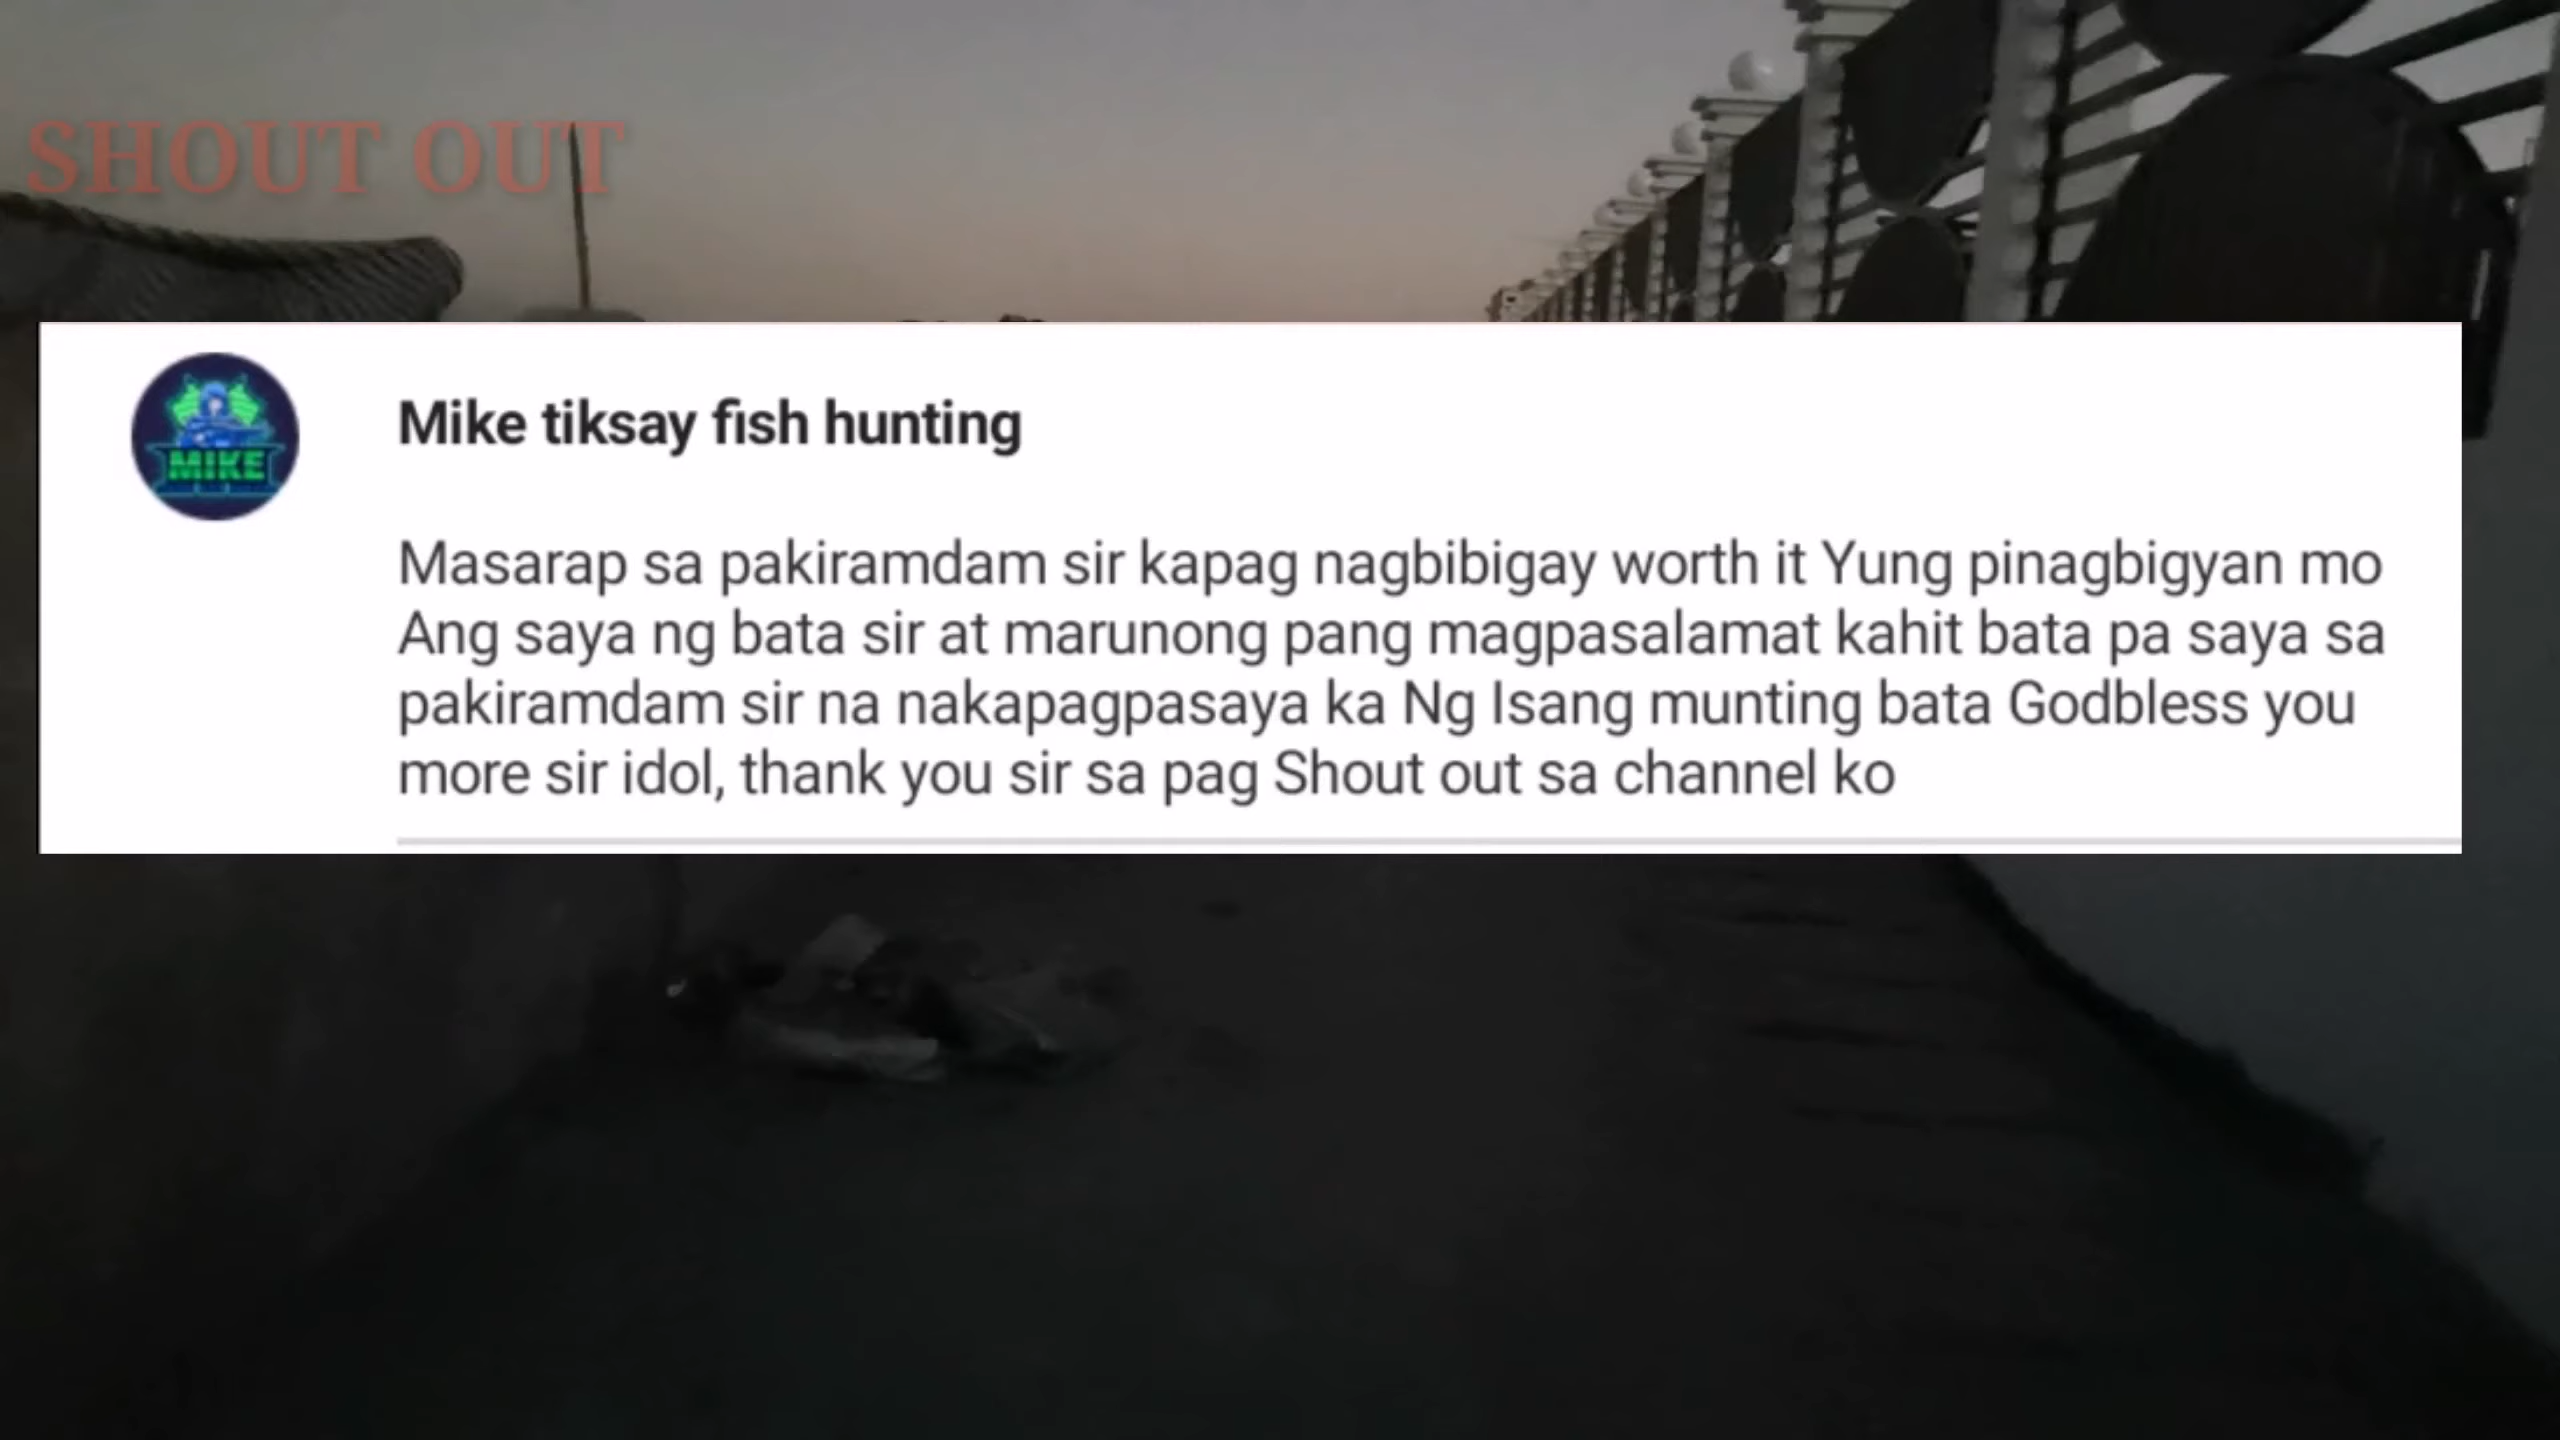 SHOUT OUT
MIKE
Mike tiksay fish hunting
Masarap sa pakiramdam sir kapag nagbibigay worth it Yung pinagbigyan mo
Ang saya ng bata sir at marunong pang magpasalamat kahit bata pa saya sa
pakiramdam sir na nakapagpasaya ka Ng Isang munting bata Godbless you
more sir idol, thank you sir sa pag Shout out sa channel ko